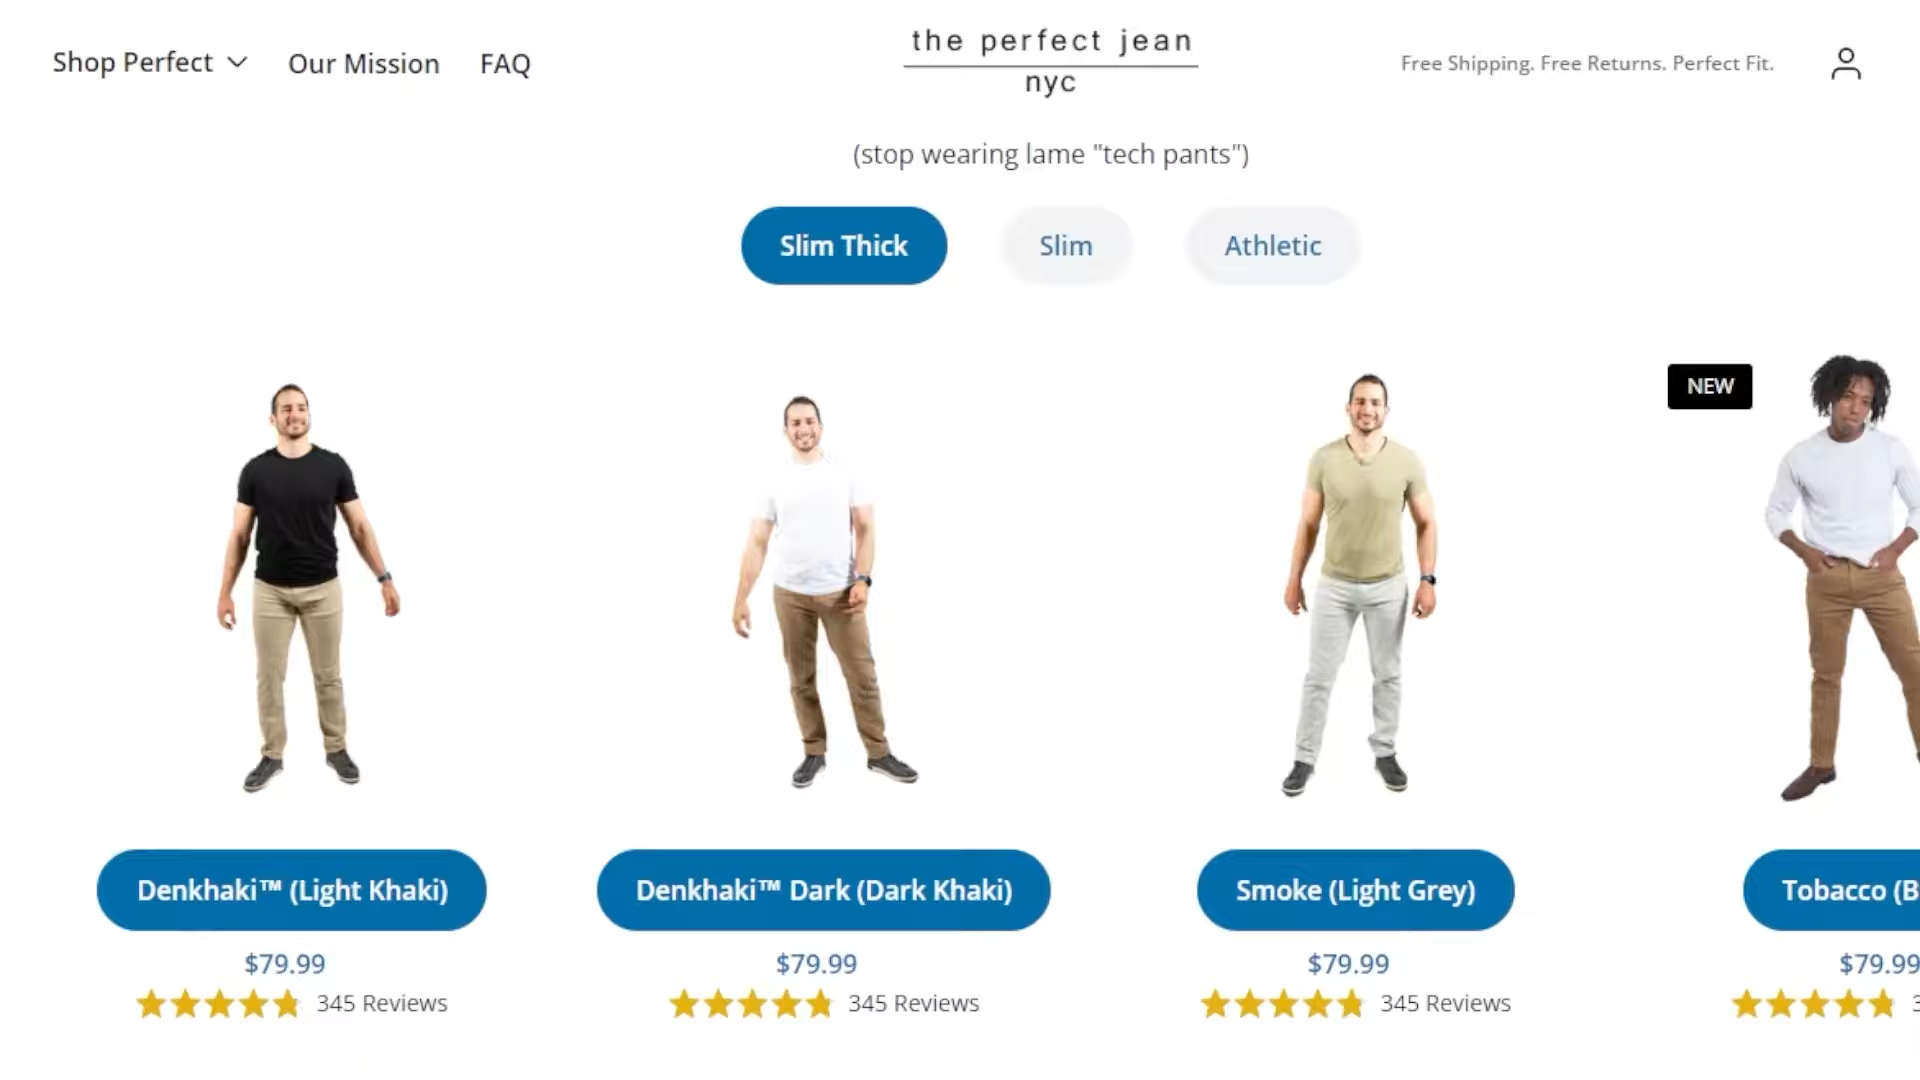 Shop Perfect
Our Mission
FAQ
the perfect jean
nyc
Free Shipping. Free Returns. Perfect Fit.
(stop wearing lame "tech pants")
Slim Thick
Slim
Athletic
NEW
Denkhaki™ (Light Khaki)
Denkhaki™ Dark (Dark Khaki)
Smoke (Light Grey)
Tobacco (B
$79.99
$79.99
$79.99
$79.99
345 Reviews
345 Reviews
345 Reviews
3